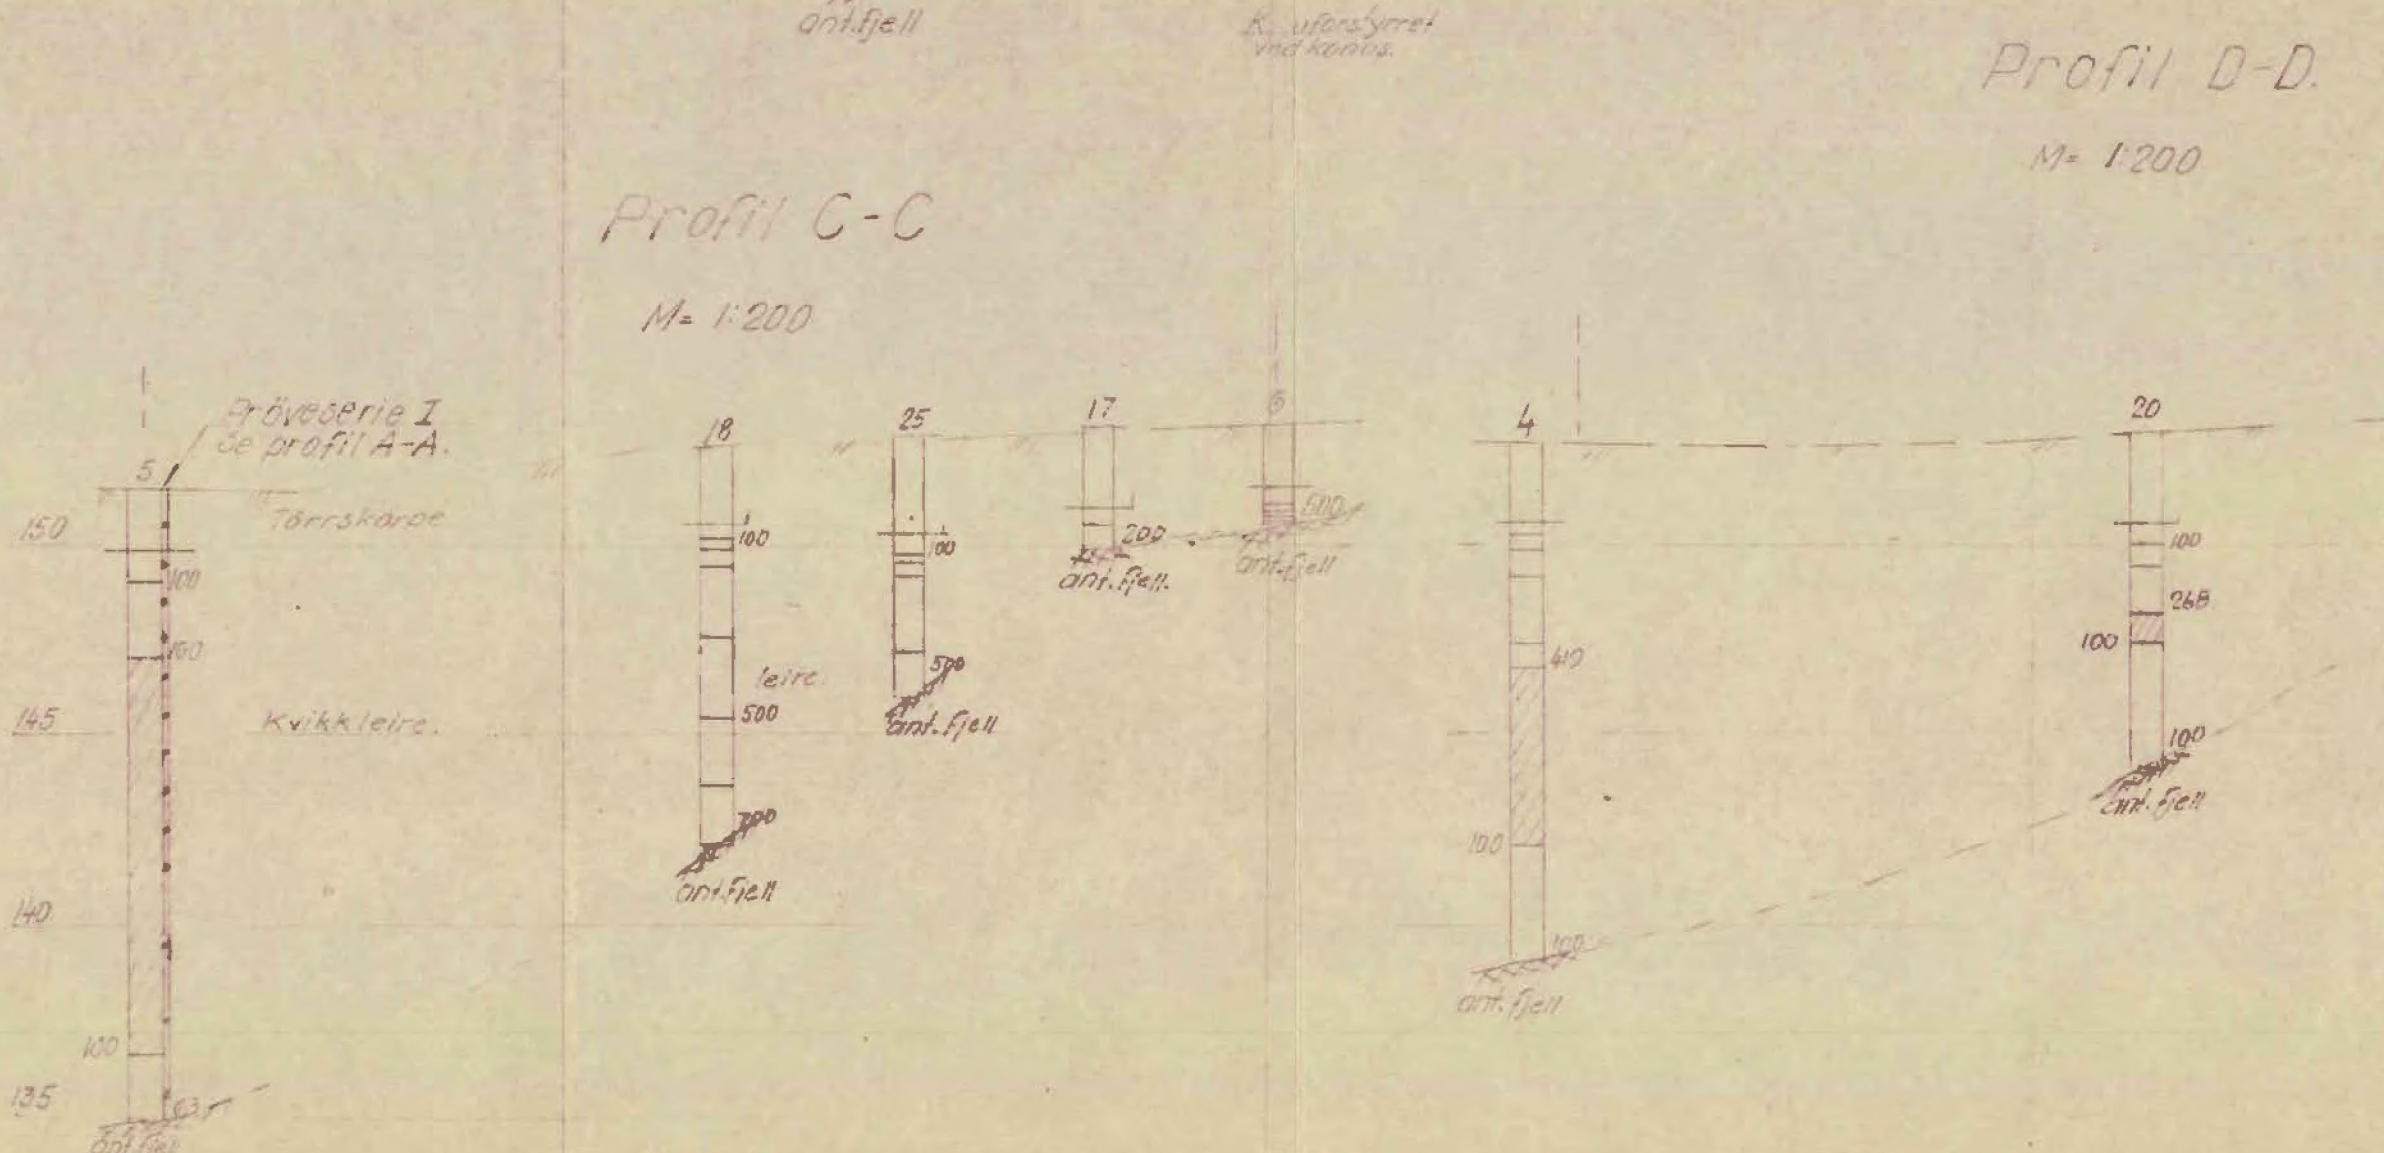 ant.fjell
K uforstyrret
ved konus.
Profil D-D.
M= 1:200
Profil C-C
M= 1:200
Pröveserie I
Se profil A-A.
5
18
25
17
6
4
20
150
Törrskorpe
100
100
145
Kvikkleire.
140
100
135
ant.fjell
100
leire.
500
700
ant.fjell
100
500
ant.fjell
200
ant.fjell.
500
ant.fjell
410
100
100
ant.fjell
100
268
100
100
ant.fjell